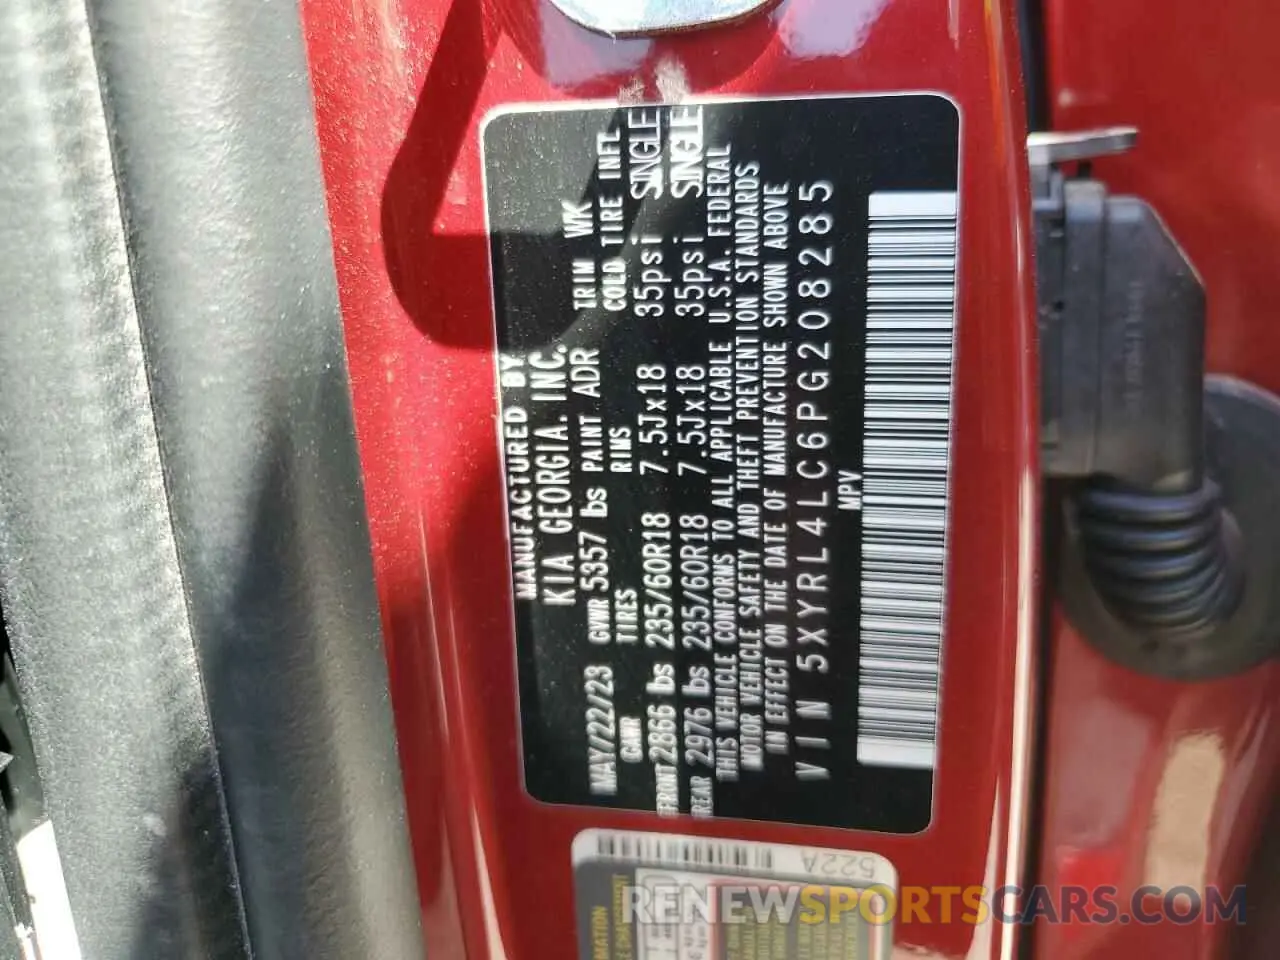 MANUFACTURED BY
KIA GEORGIA. INC.
MAY/22/23 GVWR 5357 lbs PAINT ADR TRIM WK
GAWR TIRES RIMS COLD TIRE INFL
FRONT 2866 lbs 235/60R18 7.5Jx18 35psi SINGLE
REAR 2976 lbs 235/60R18 7.5Jx18 35psi SINGLE
THIS VEHICLE CONFORMS TO ALL APPLICABLE U.S.A. FEDERAL
MOTOR VEHICLE SAFETY AND THEFT PREVENTION STANDARDS
IN EFFECT ON THE DATE OF MANUFACTURE SHOWN ABOVE
VIN 5XYRL4LC6PG208285
MPV
522A
RENEWSPORTSCARS.COM